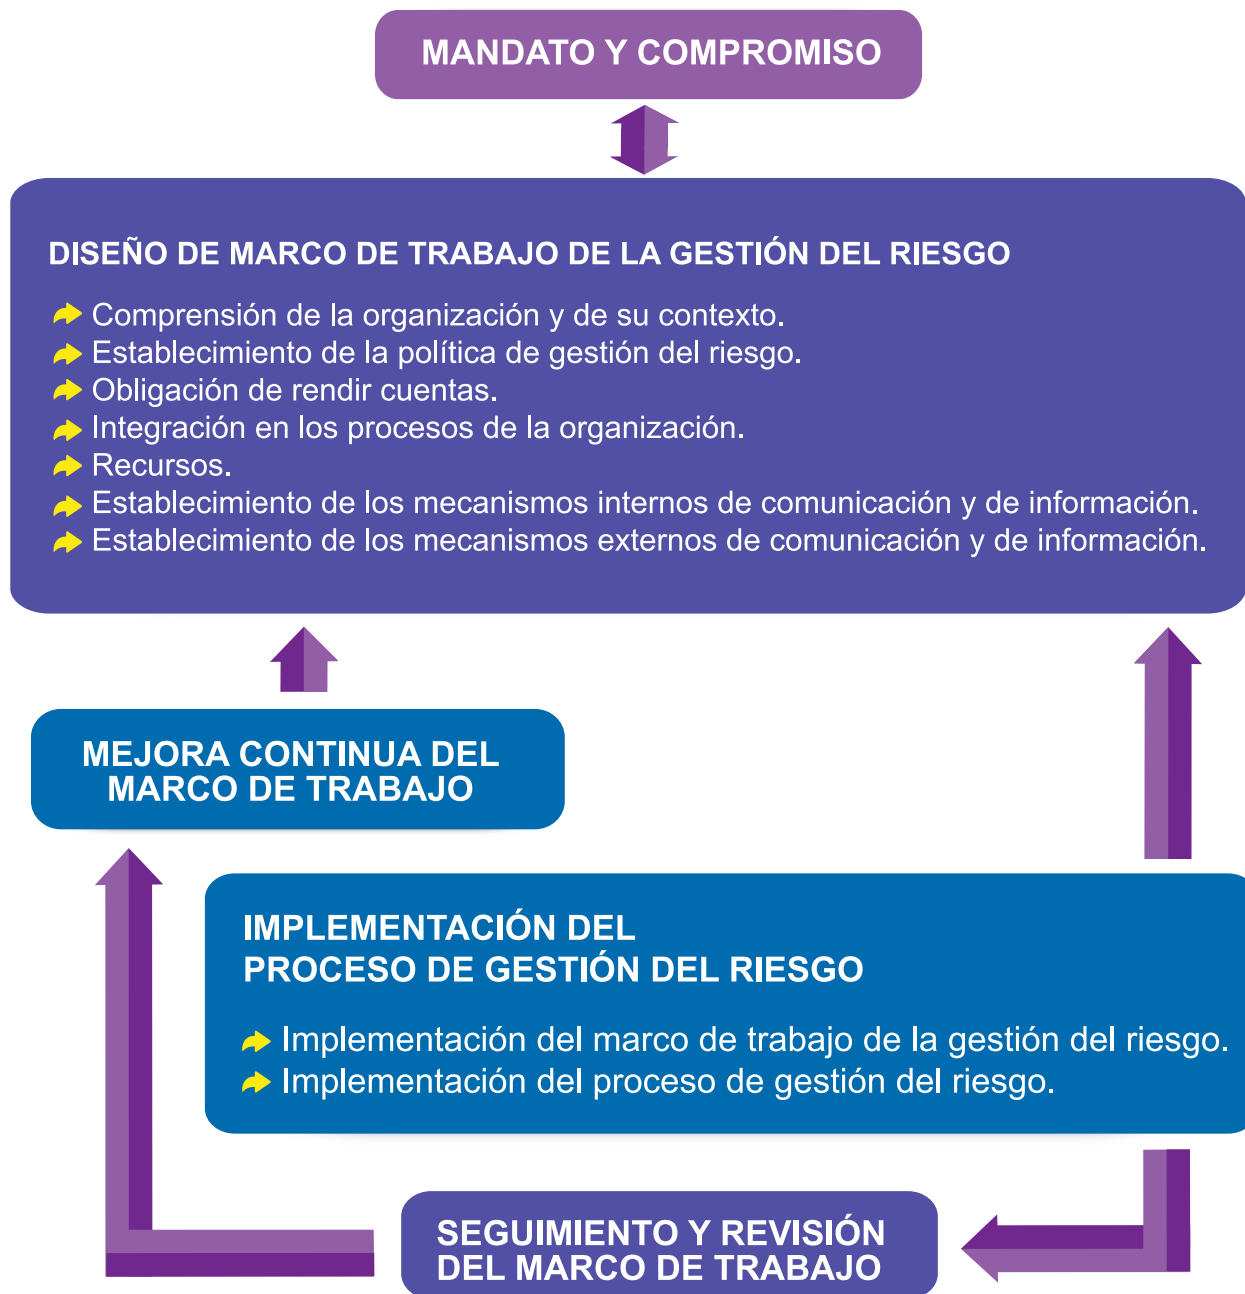 MANDATO Y COMPROMISO
DISEÑO DE MARCO DE TRABAJO DE LA GESTIÓN DEL RIESGO
Comprensión de la organización y de su contexto.
Establecimiento de la política de gestión del riesgo.
Obligación de rendir cuentas.
Integración en los procesos de la organización.
Recursos.
Establecimiento de los mecanismos internos de comunicación y de información.
Establecimiento de los mecanismos externos de comunicación y de información.
MEJORA CONTINUA DEL
MARCO DE TRABAJO
IMPLEMENTACIÓN DEL
PROCESO DE GESTIÓN DEL RIESGO
Implementación del marco de trabajo de la gestión del riesgo.
Implementación del proceso de gestión del riesgo.
SEGUIMIENTO Y REVISIÓN
DEL MARCO DE TRABAJO